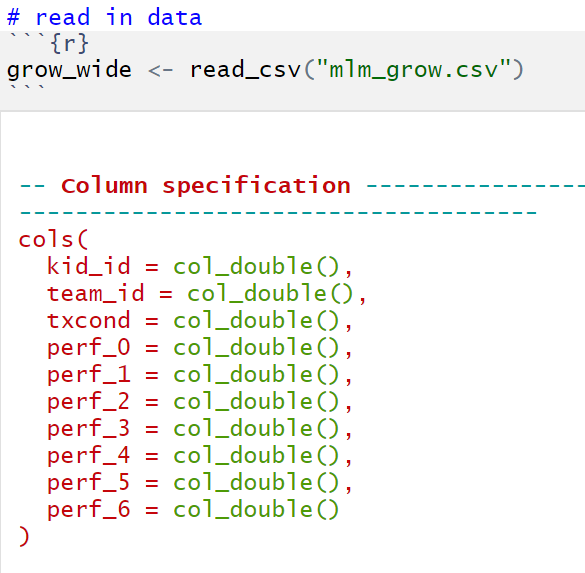 # read in data
```{r}
grow_wide <- read_csv("mlm_grow.csv")
```
-- Column specification ----------------
-------------------------------------
cols(
  kid_id = col_double(),
  team_id = col_double(),
  txcond = col_double(),
  perf_0 = col_double(),
  perf_1 = col_double(),
  perf_2 = col_double(),
  perf_3 = col_double(),
  perf_4 = col_double(),
  perf_5 = col_double(),
  perf_6 = col_double()
)